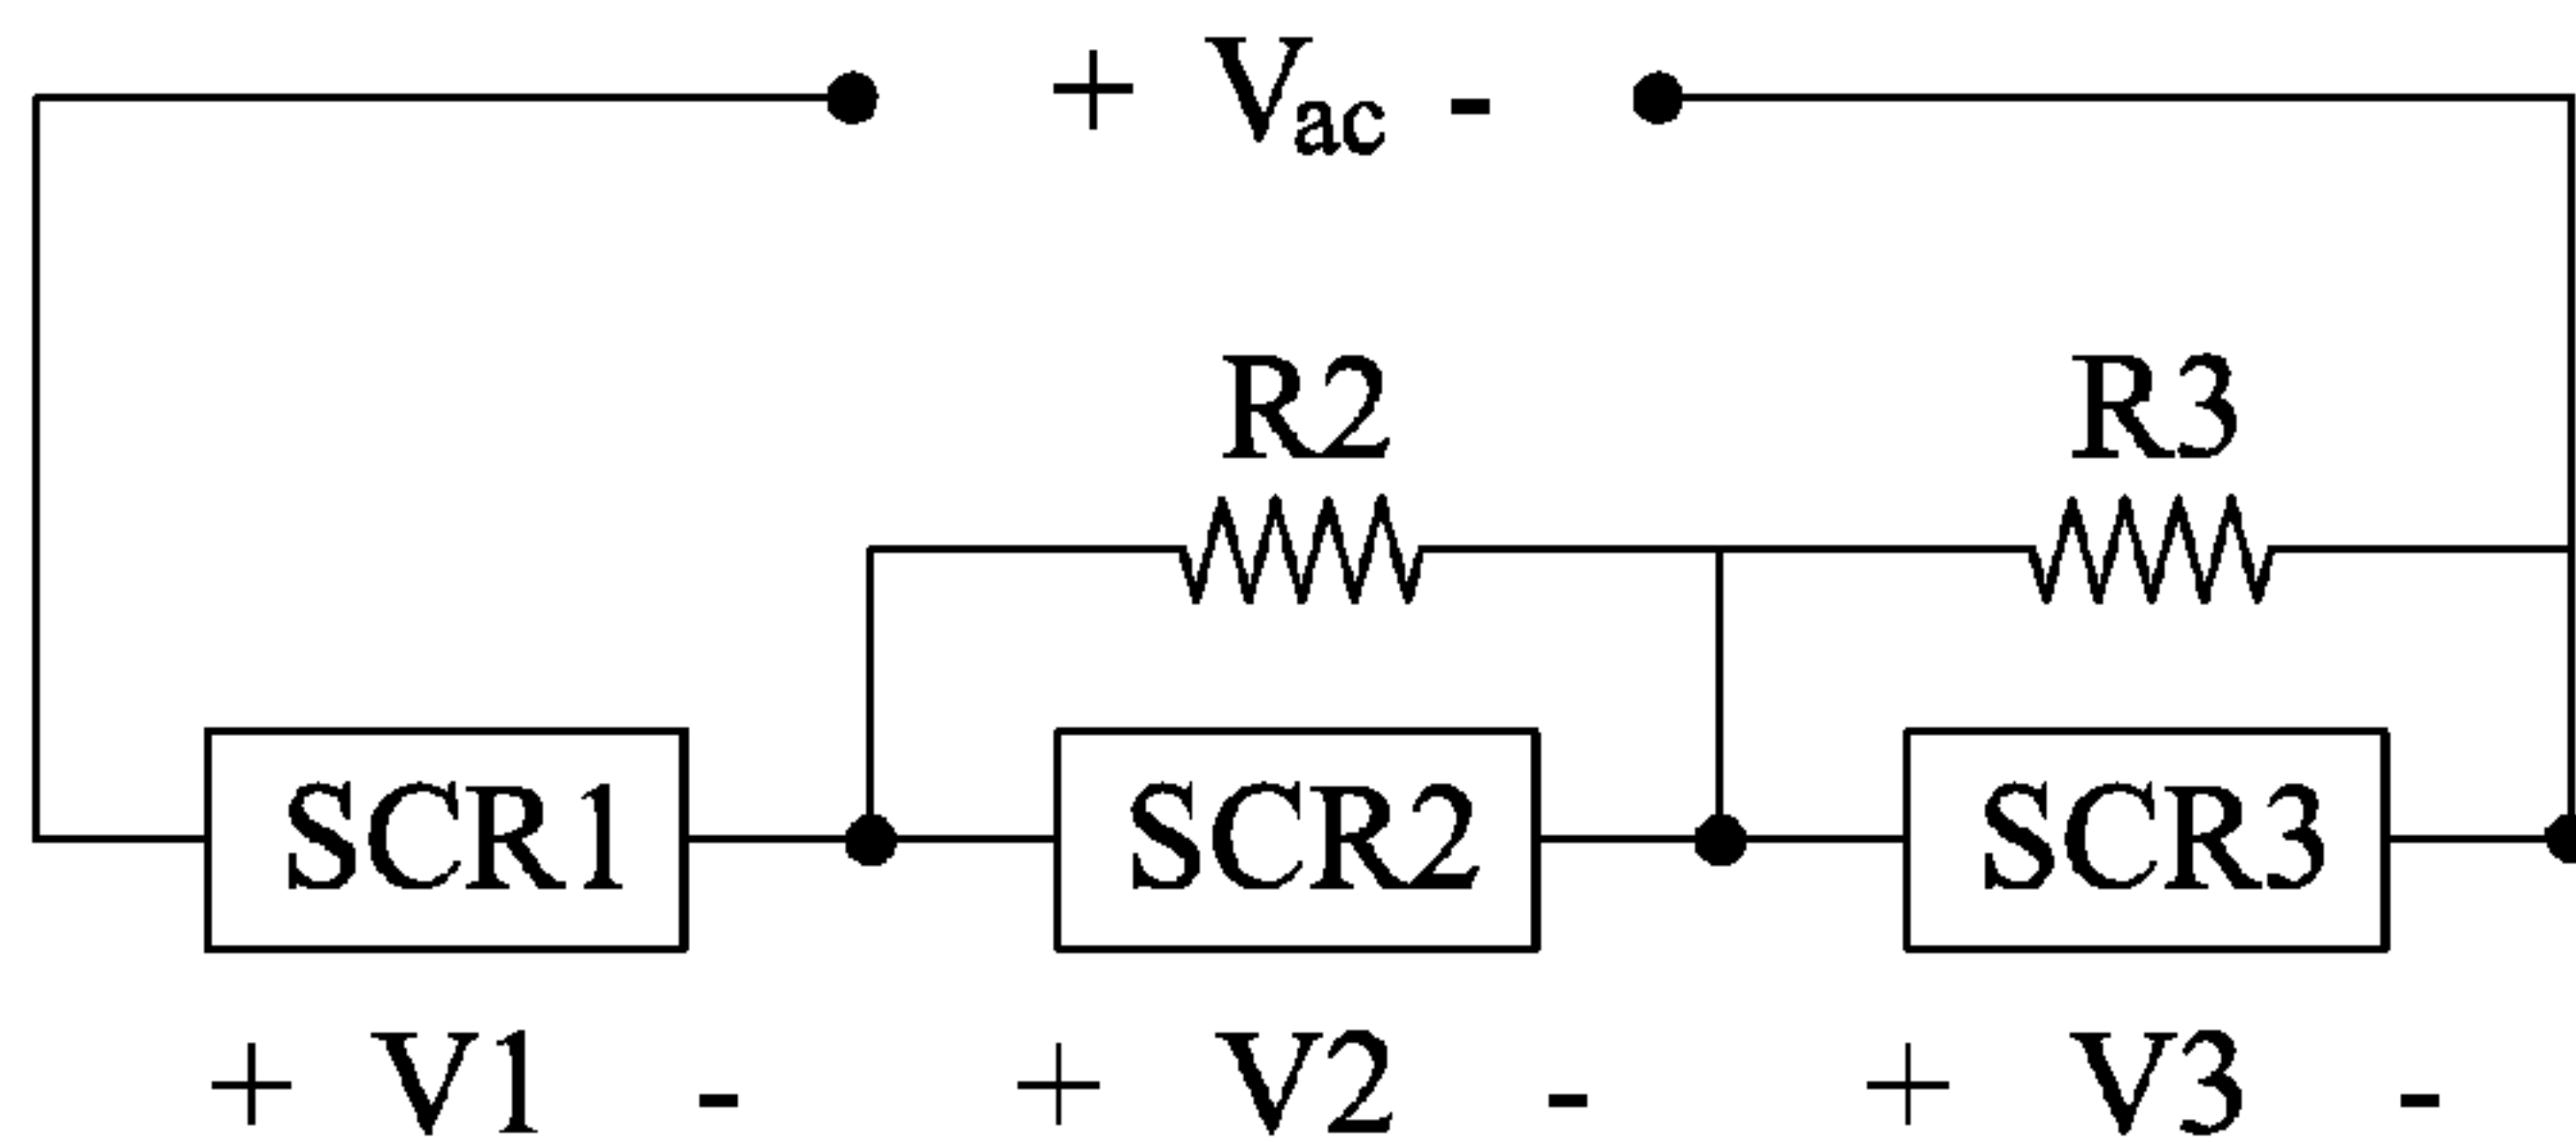 + Vac -
R2 R3
SCR1 SCR2 SCR3
+ V1 - + V2 - + V3 -